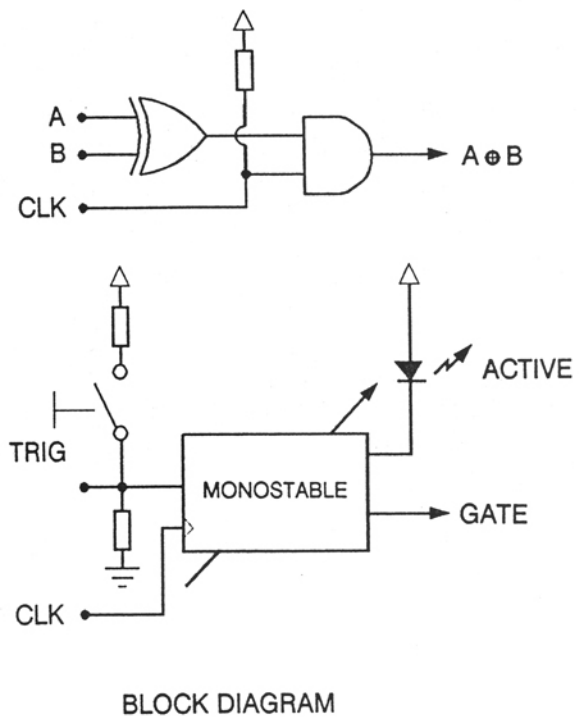 A
B
A ⊕ B
CLK
ACTIVE
TRIG
MONOSTABLE
GATE
CLK
BLOCK DIAGRAM